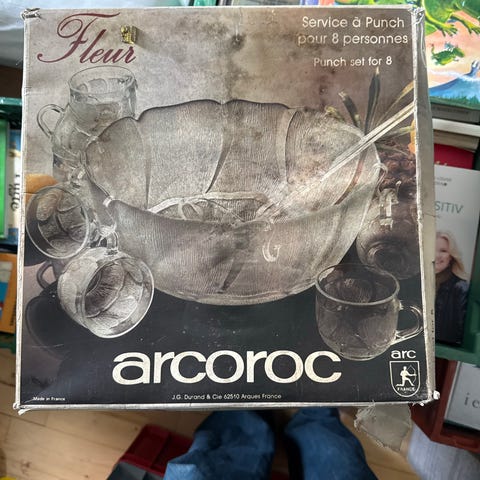 Fleur
Service à Punch
pour 8 personnes
Punch set for 8
SITIV
arcoroc
arc
FRANCE
Made in France
J.G. Durand & Cie 62510 Arques France